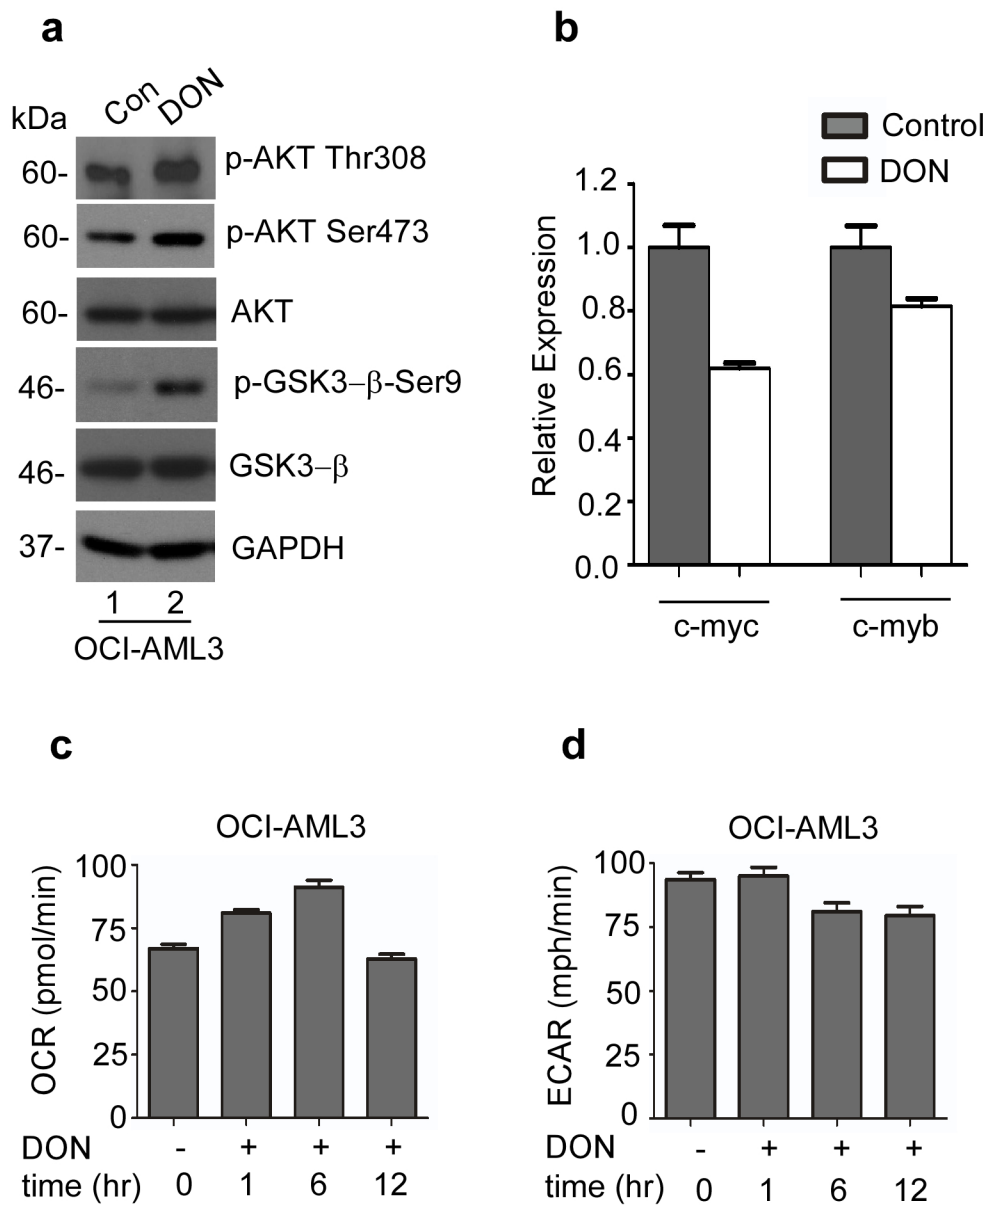 a
Con DON
kDa
60- p-AKT Thr308
60- p-AKT Ser473
60- AKT
46- p-GSK3–β-Ser9
46- GSK3–β
37- GAPDH
1 2
OCI-AML3
b
Control
DON
Relative Expression
1.2
1.0
0.8
0.6
0.4
0.2
0.0
c-myc c-myb
c
OCI-AML3
OCR (pmol/min)
100
75
50
25
0
DON - + + +
time (hr) 0 1 6 12
d
OCI-AML3
ECAR (mph/min)
100
75
50
25
0
DON - + + +
time (hr) 0 1 6 12